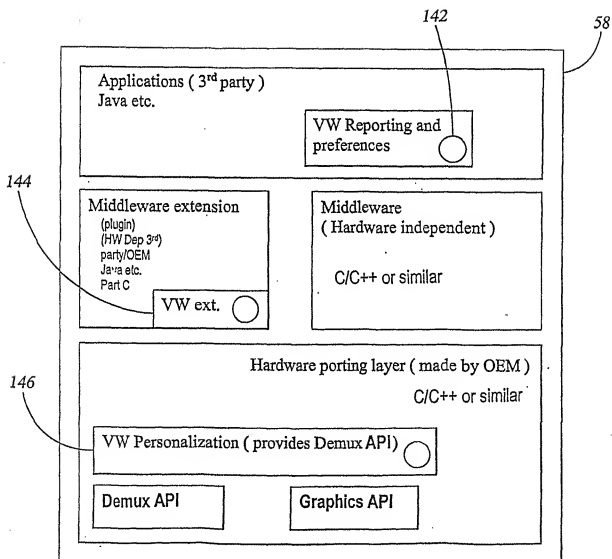 142
58
Applications ( 3rd party )
Java etc.
VW Reporting and
preferences
144
Middleware extension
(plugin)
(HW Dep 3rd)
party/OEM
Java etc.
Part C
VW ext.
Middleware
( Hardware independent )
C/C++ or similar
Hardware porting layer ( made by OEM )
C/C++ or similar
146
VW Personalization ( provides Demux API)
Demux API
Graphics API